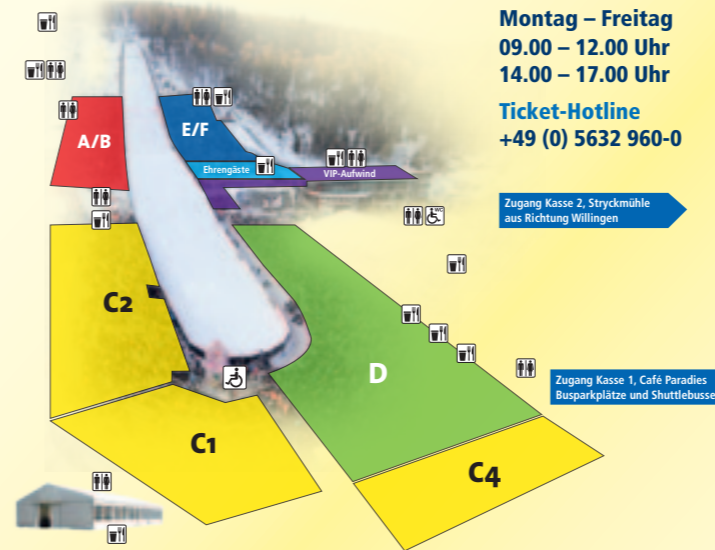 Montag – Freitag
09.00 – 12.00 Uhr
14.00 – 17.00 Uhr
Ticket-Hotline
+49 (0) 5632 960-0
A/B
E/F
Ehrengäste
VIP-Aufwind
Zugang Kasse 2, Stryckmühle
aus Richtung Willingen
WC
C2
D
Zugang Kasse 1, Café Paradies
Busparkplätze und Shuttlebusse
C1
C4